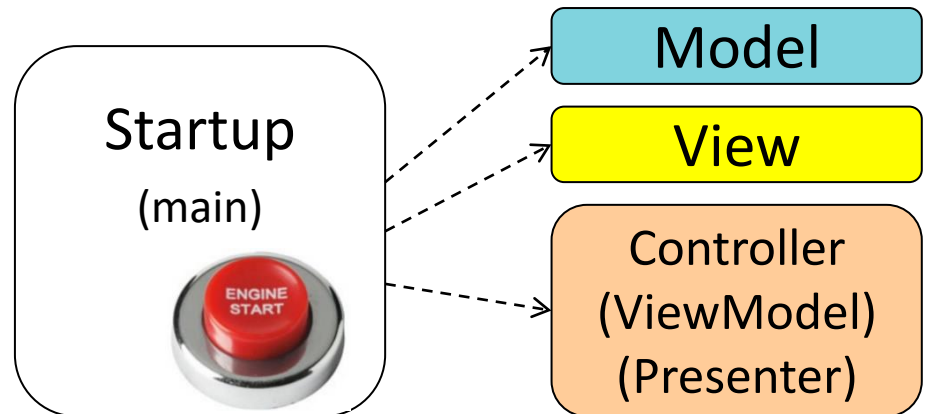 Startup
(main)
ENGINE
START
Model
View
Controller
(ViewModel)
(Presenter)